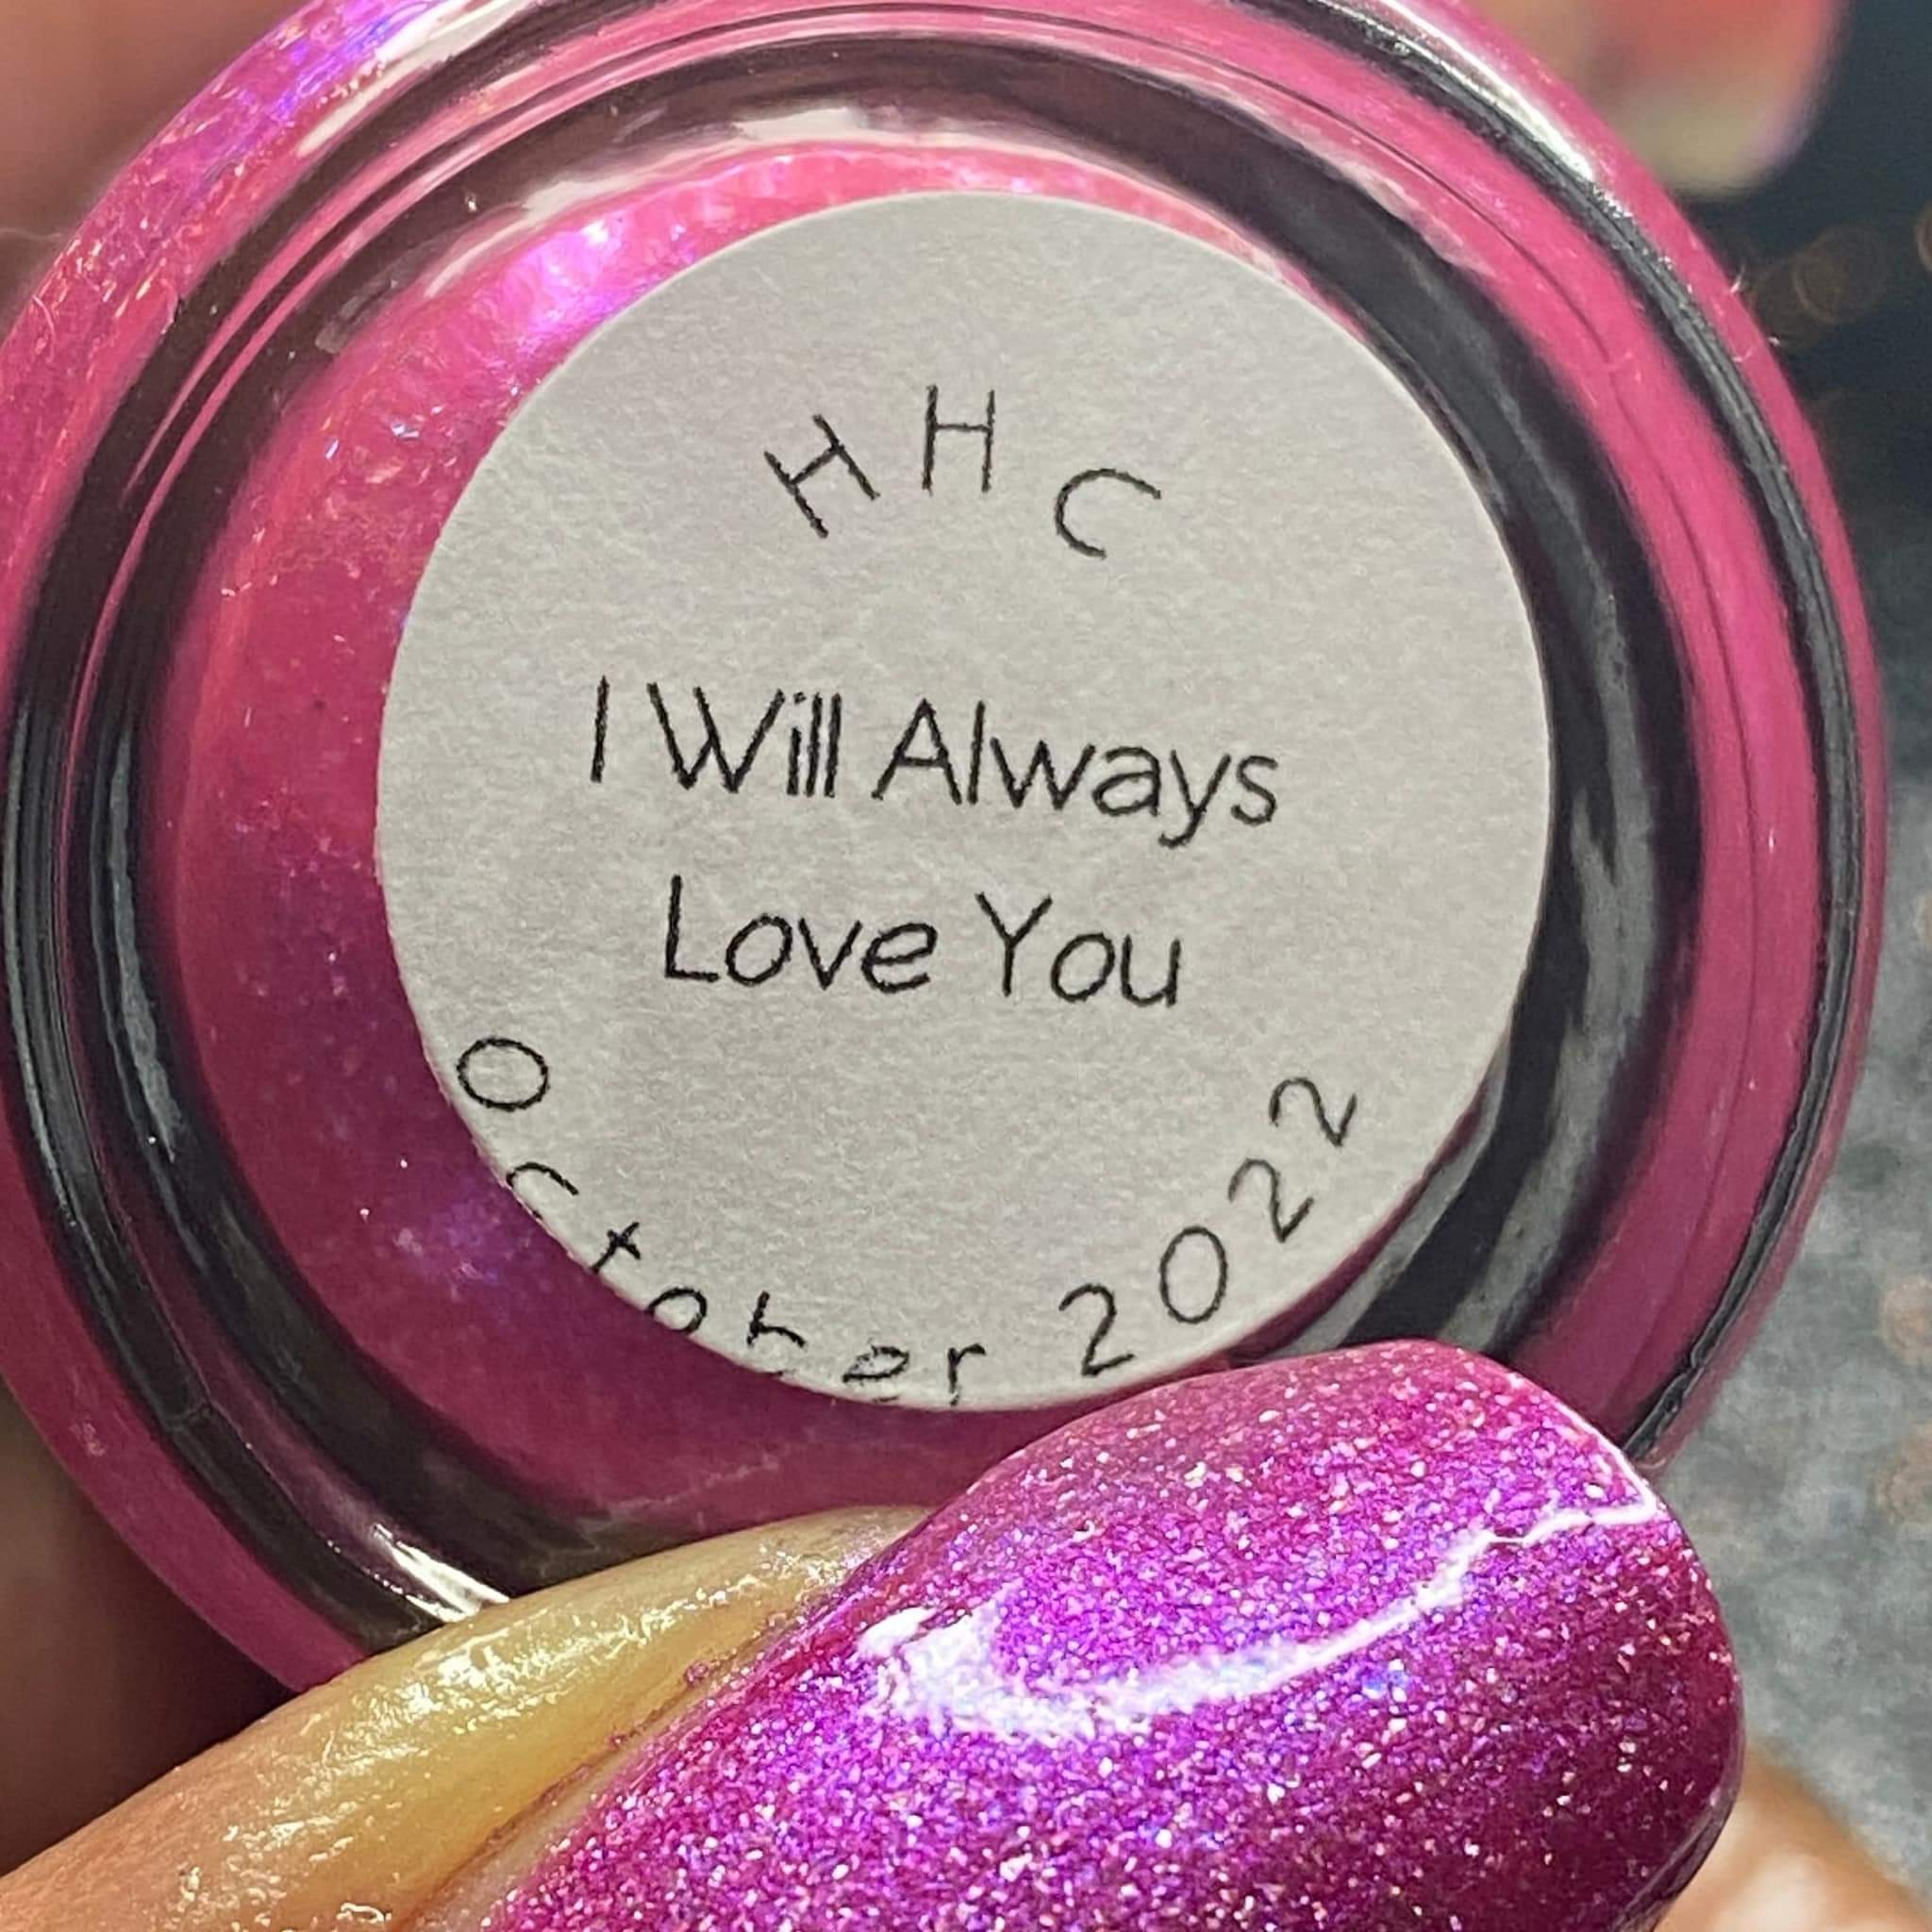 HHC
I Will Always
Love You
October 2022